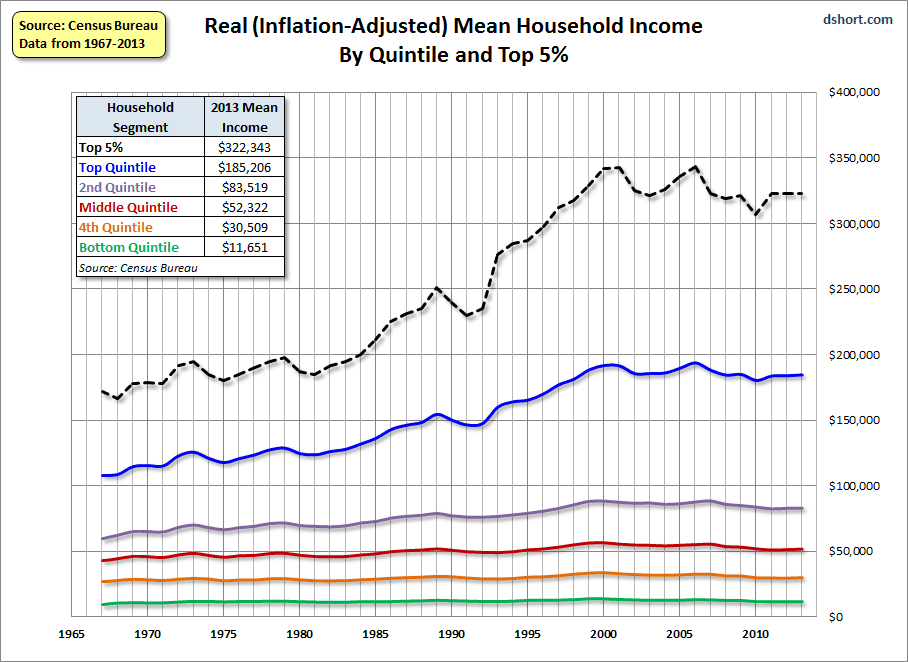 Source: Census Bureau
Data from 1967-2013
Real (Inflation-Adjusted) Mean Household Income
By Quintile and Top 5%
dshort.com
Household Segment 2013 Mean Income
Top 5% $322,343
Top Quintile $185,206
2nd Quintile $83,519
Middle Quintile $52,322
4th Quintile $30,509
Bottom Quintile $11,651
Source: Census Bureau
$400,000
$350,000
$300,000
$250,000
$200,000
$150,000
$100,000
$50,000
$0
1965 1970 1975 1980 1985 1990 1995 2000 2005 2010